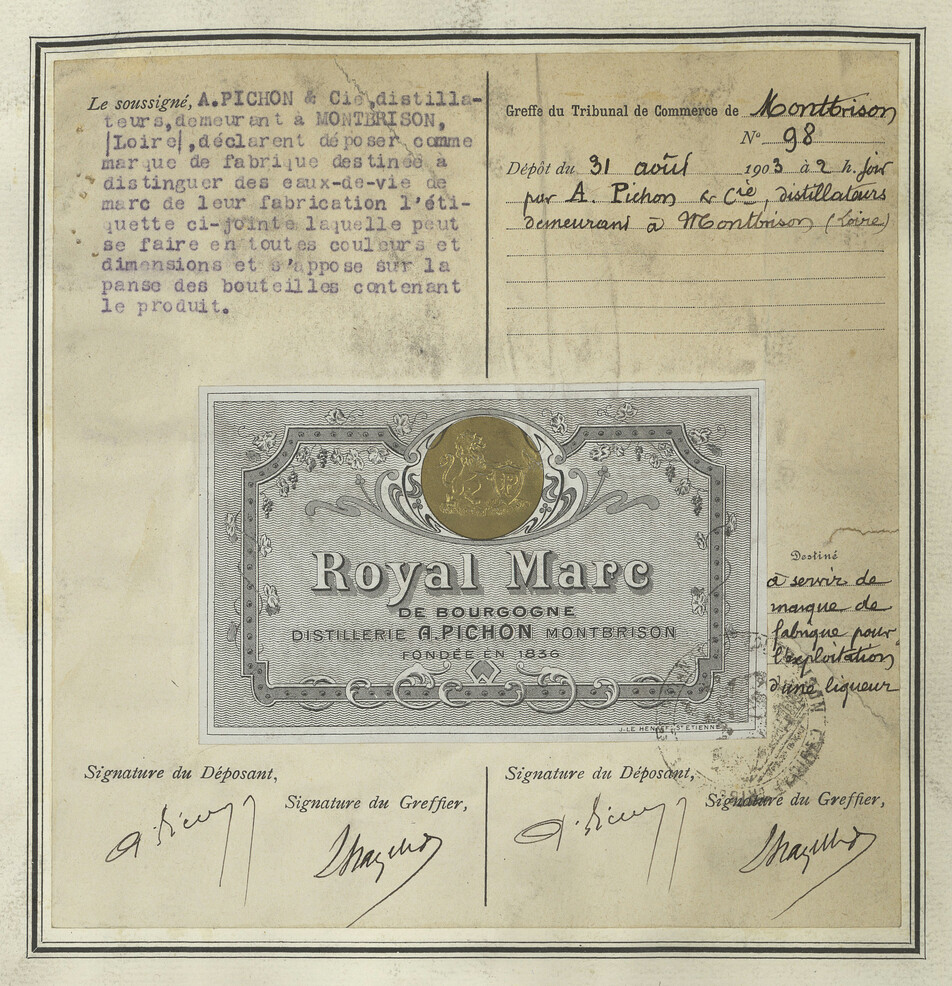 Le soussigné, A.PICHON & Cie,distilla-
teurs,demeurant à MONTBRISON,
|Loire|,déclarent déposer comme
marque de fabrique destinée à
distinguer des eaux-de-vie de
marc de leur fabrication l'éti-
quette ci-jointe laquelle peut
se faire en toutes couleurs et
dimensions et s'appose sur la
panse des bouteilles contenant
le produit.
Greffe du Tribunal de Commerce de Montbrison
N° 98
Dépôt du 31 août 1903 à 2 h. soir
par A. Pichon & Cie, distillateurs
demeurant à Montbrison (Loire)
Royal Marc
DE BOURGOGNE
DISTILLERIE A.PICHON MONTBRISON
FONDÉE EN 1836
ST ETIENNE
Destiné
à servir de
marque de
fabrique pour
l'exploitation
d'une liqueur
Signature du Déposant,
Signature du Greffier,
Signature du Déposant,
Signature du Greffier,